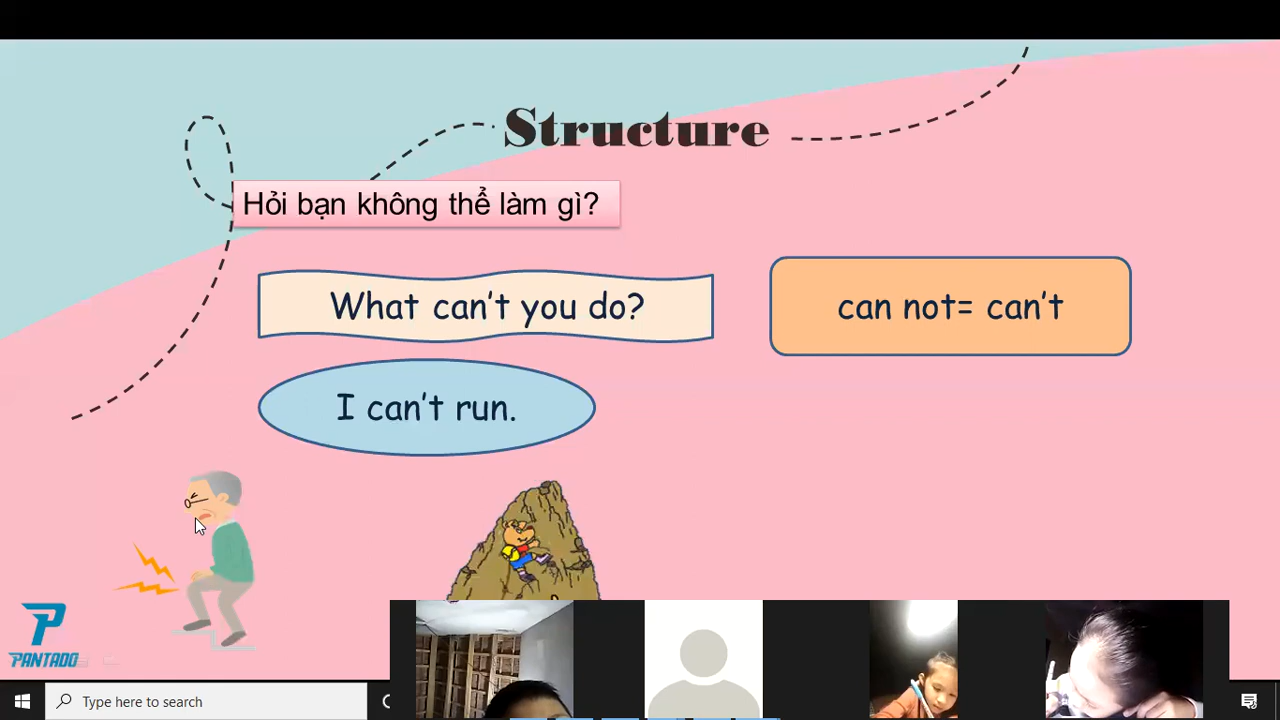 Structure
Hỏi bạn không thể làm gì?
What can't you do?
can not= can't
I can't run.
PANTADO
Type here to search